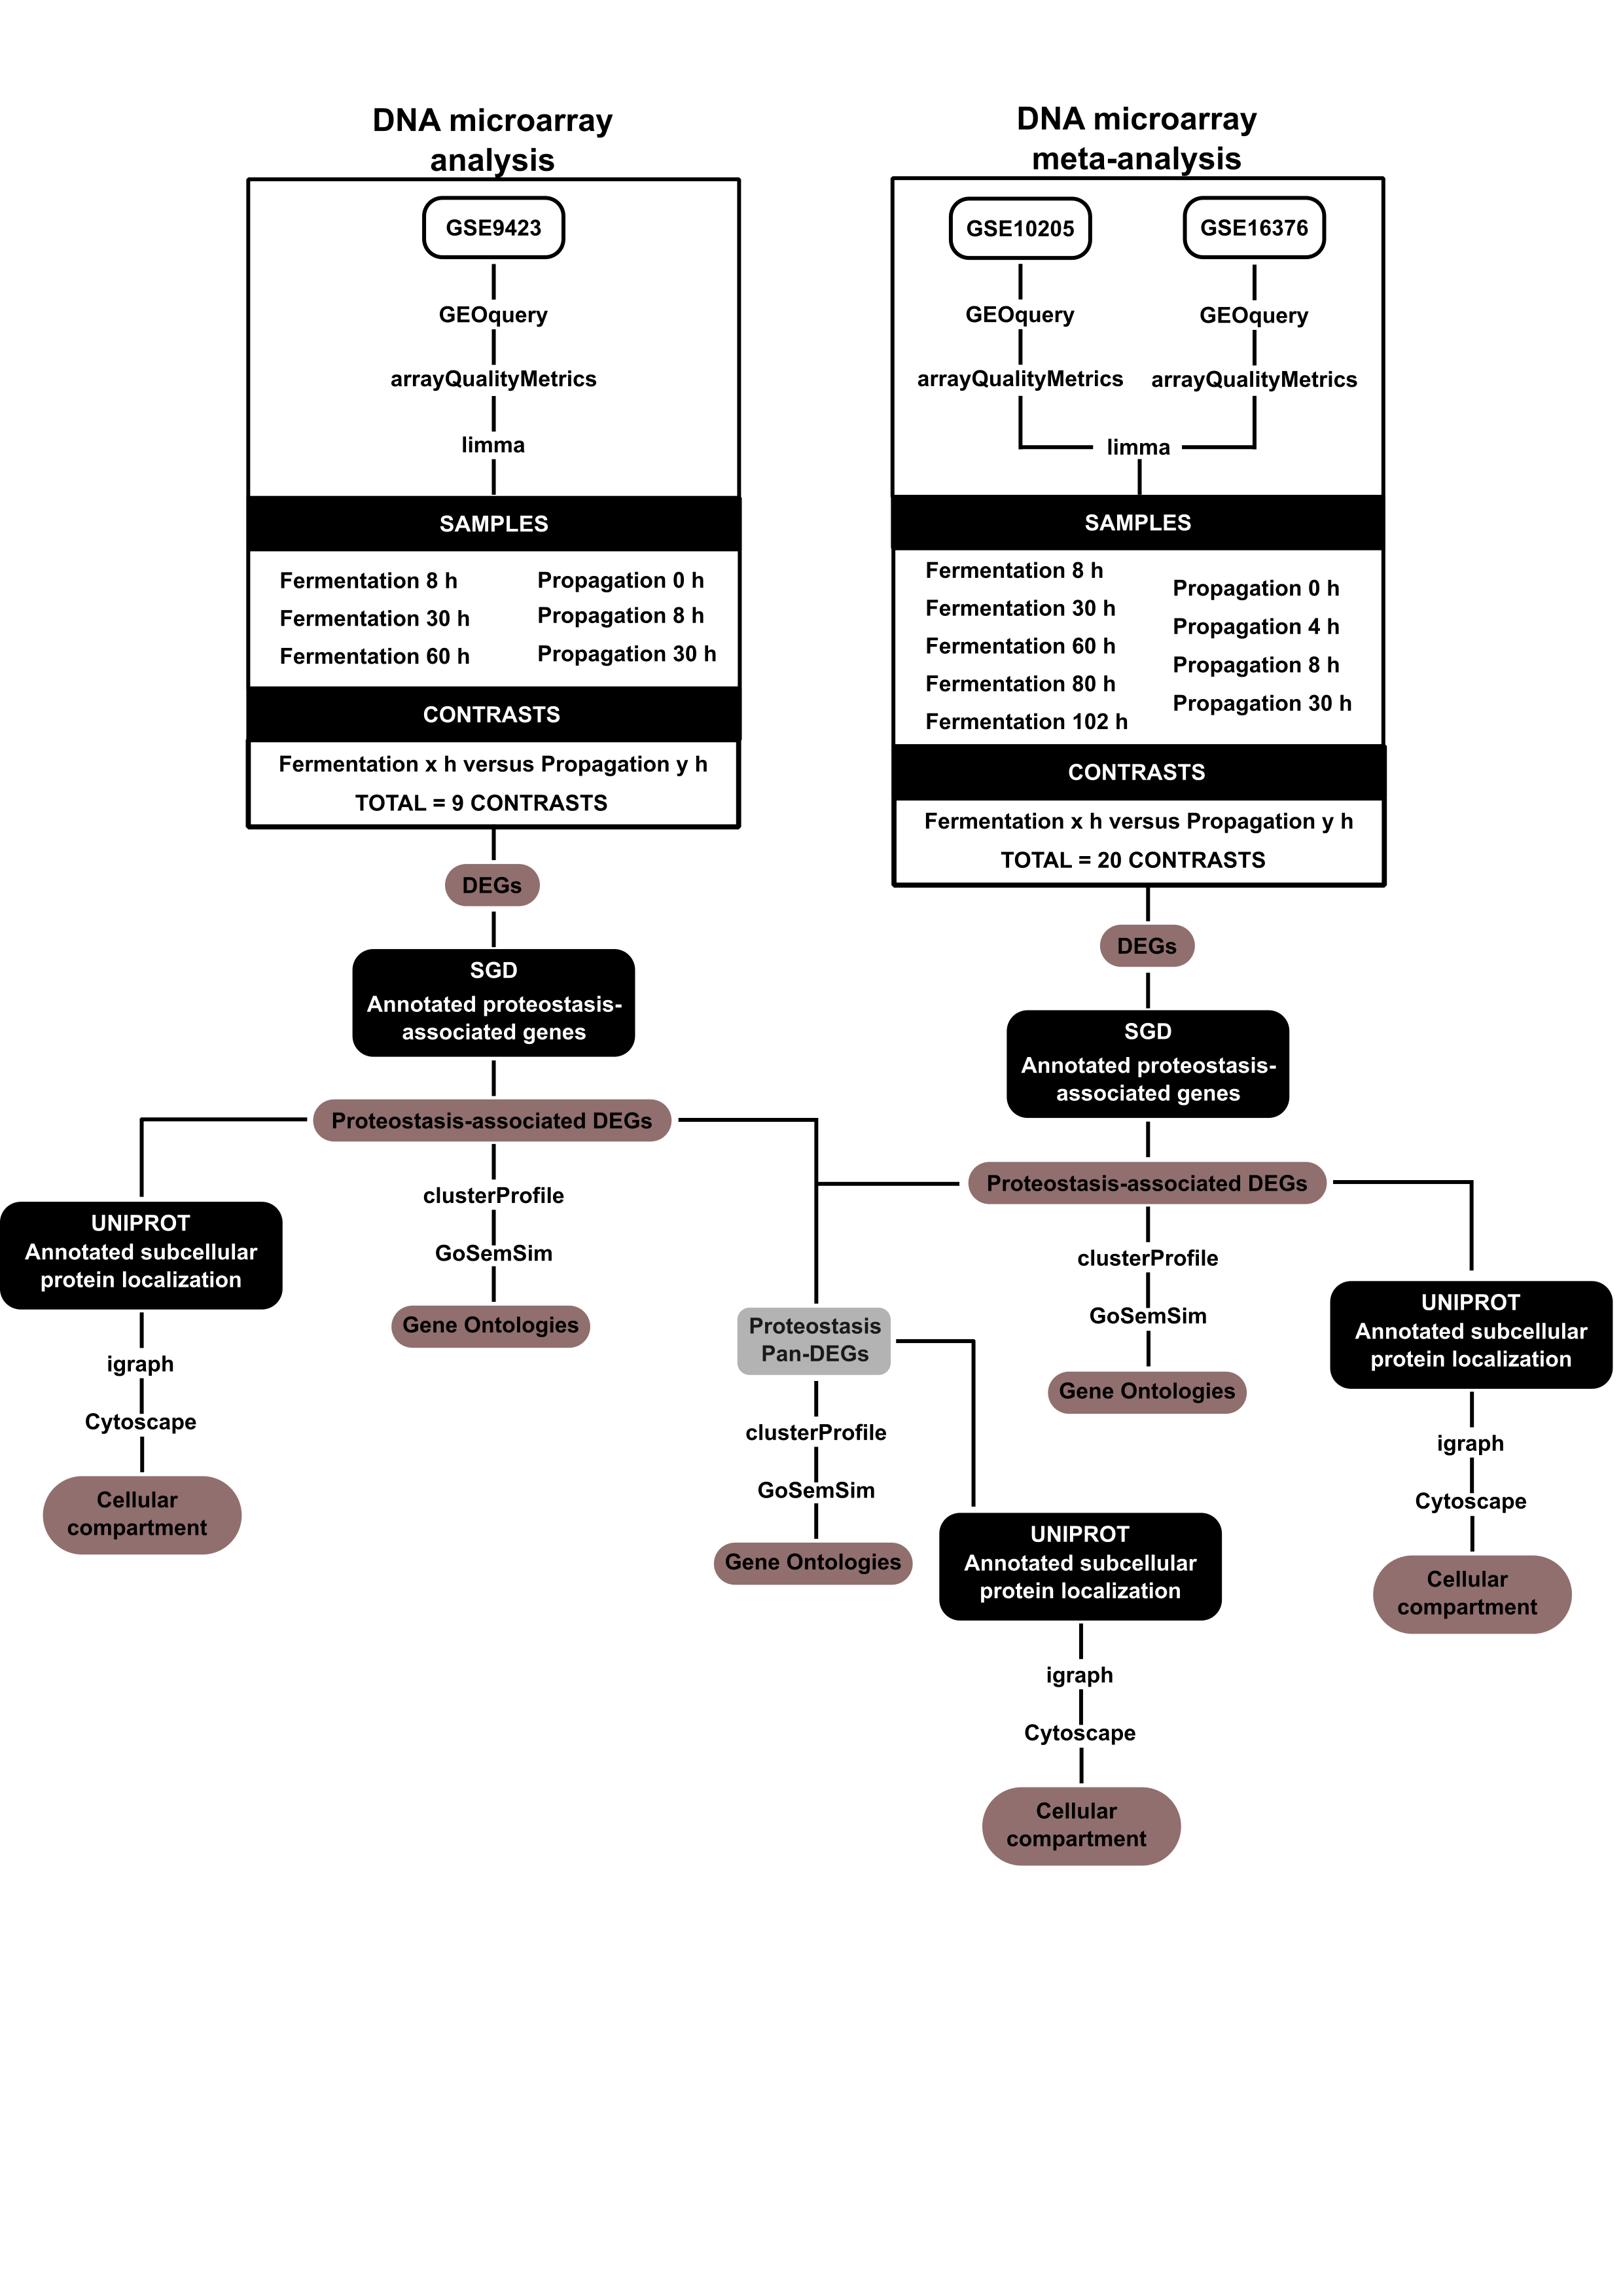 DNA microarray
analysis
GSE9423
GEOquery
arrayQualityMetrics
limma
SAMPLES
Fermentation 8 h
Fermentation 30 h
Fermentation 60 h
Propagation 0 h
Propagation 8 h
Propagation 30 h
CONTRASTS
Fermentation x h versus Propagation y h
TOTAL = 9 CONTRASTS
DEGs
SGD
Annotated proteostasis-
associated genes
Proteostasis-associated DEGs
UNIPROT
Annotated subcellular
protein localization
igraph
Cytoscape
Cellular
compartment
clusterProfile
GoSemSim
Gene Ontologies
DNA microarray
meta-analysis
GSE10205
GSE16376
GEOquery
GEOquery
arrayQualityMetrics
arrayQualityMetrics
limma
SAMPLES
Fermentation 8 h
Fermentation 30 h
Fermentation 60 h
Fermentation 80 h
Fermentation 102 h
Propagation 0 h
Propagation 4 h
Propagation 8 h
Propagation 30 h
CONTRASTS
Fermentation x h versus Propagation y h
TOTAL = 20 CONTRASTS
DEGs
SGD
Annotated proteostasis-
associated genes
Proteostasis-associated DEGs
clusterProfile
GoSemSim
Gene Ontologies
UNIPROT
Annotated subcellular
protein localization
igraph
Cytoscape
Cellular
compartment
Proteostasis
Pan-DEGs
clusterProfile
GoSemSim
Gene Ontologies
UNIPROT
Annotated subcellular
protein localization
igraph
Cytoscape
Cellular
compartment